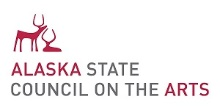 ALASKA STATE
COUNCIL ON THE ARTS